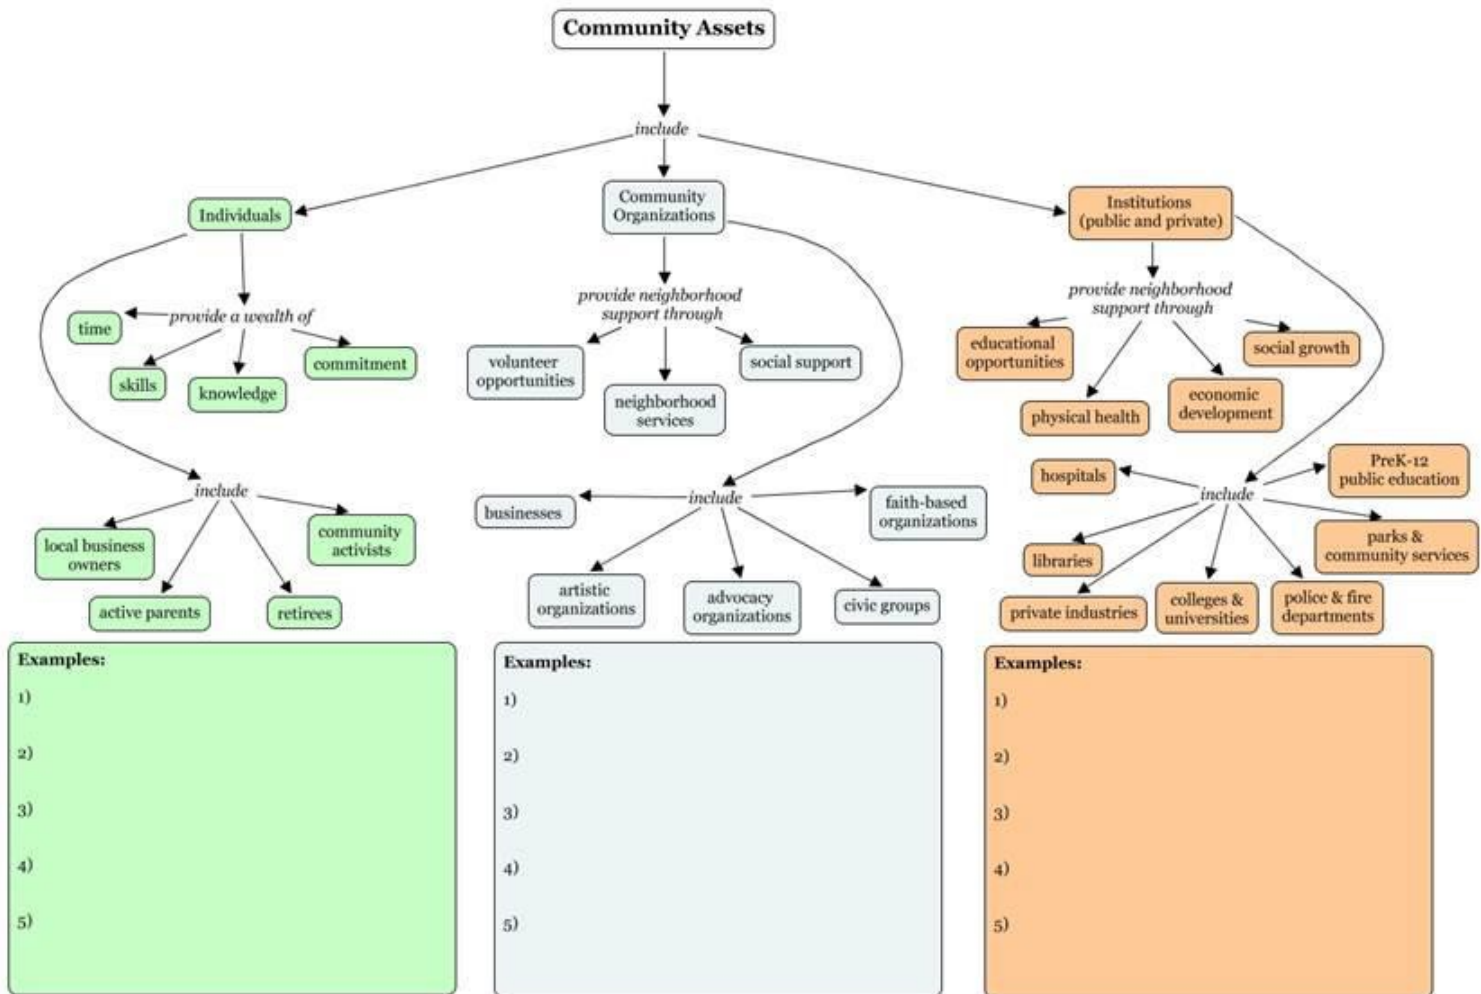 Community Assets
include
Individuals
Community
Organizations
Institutions
(public and private)
provide a wealth of
time
skills
knowledge
commitment
provide neighborhood
support through
volunteer
opportunities
neighborhood
services
social support
provide neighborhood
support through
educational
opportunities
physical health
economic
development
social growth
include
local business
owners
active parents
retirees
community
activists
include
businesses
artistic
organizations
advocacy
organizations
civic groups
faith-based
organizations
include
hospitals
libraries
private industries
colleges &
universities
police & fire
departments
parks &
community services
PreK-12
public education
Examples:
1)
2)
3)
4)
5)
Examples:
1)
2)
3)
4)
5)
Examples:
1)
2)
3)
4)
5)